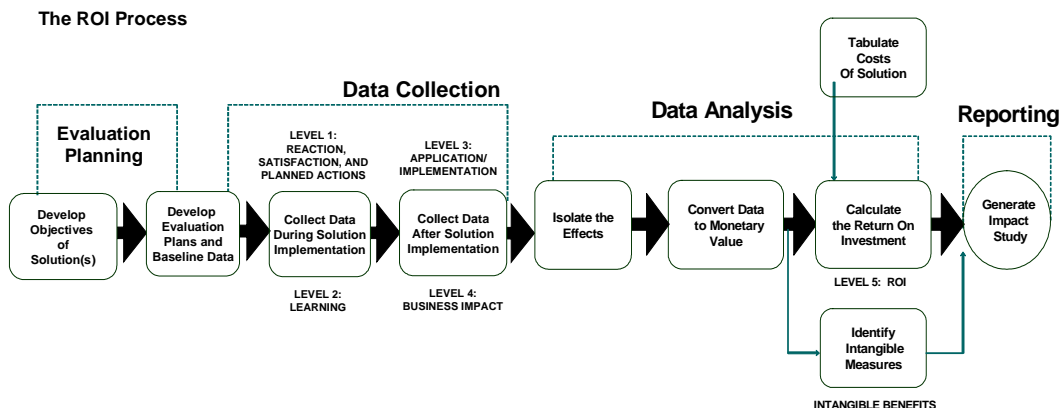 The ROI Process
Evaluation
Planning
Data Collection
Data Analysis
Reporting
Tabulate
Costs
Of Solution
LEVEL 1:
REACTION,
SATISFACTION, AND
PLANNED ACTIONS
LEVEL 3:
APPLICATION/
IMPLEMENTATION
Develop
Objectives
of
Solution(s)
Develop
Evaluation
Plans and
Baseline Data
Collect Data
During Solution
Implementation
Collect Data
After Solution
Implementation
Isolate the
Effects
Convert Data
to Monetary
Value
Calculate
the Return On
Investment
Generate
Impact
Study
LEVEL 2:
LEARNING
LEVEL 4:
BUSINESS IMPACT
LEVEL 5: ROI
Identify
Intangible
Measures
INTANGIBLE BENEFITS